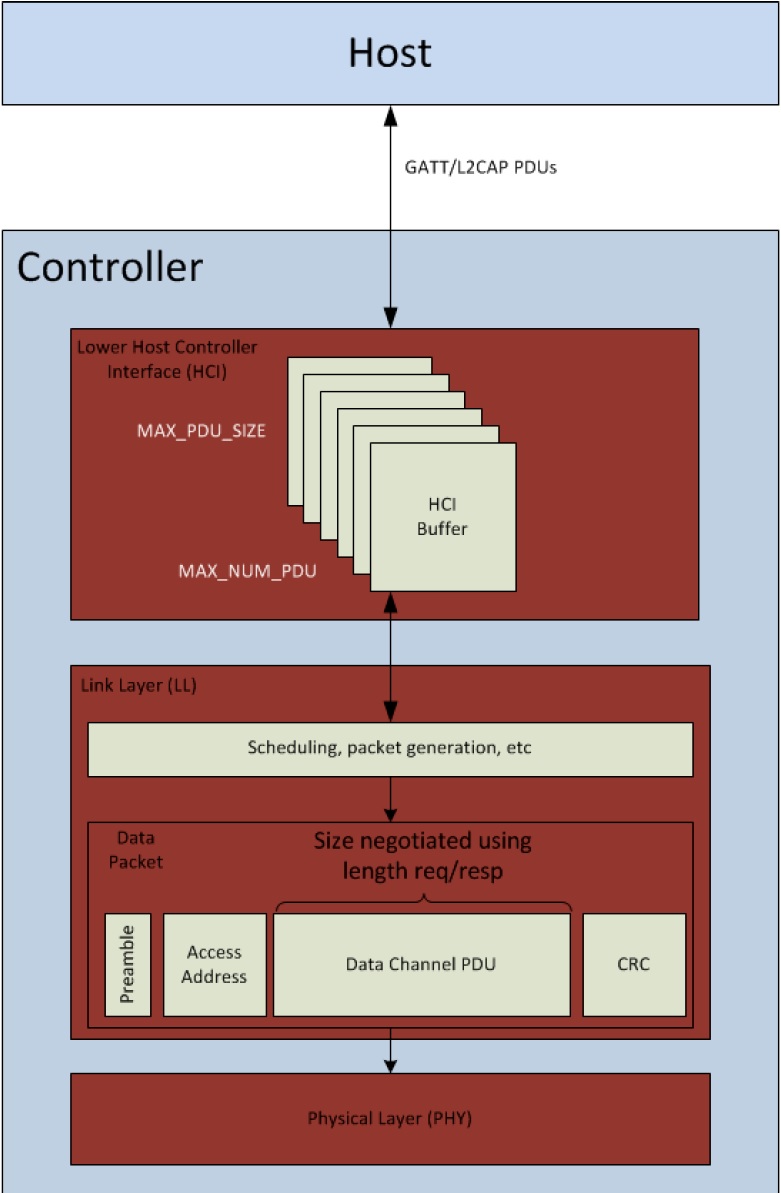 Host
GATT/L2CAP PDUs
Controller
Lower Host Controller
Interface (HCI)
MAX_PDU_SIZE
HCI
Buffer
MAX_NUM_PDU
Link Layer (LL)
Scheduling, packet generation, etc
Data
Packet
Size negotiated using
length req/resp
Preamble
Access
Address
Data Channel PDU
CRC
Physical Layer (PHY)